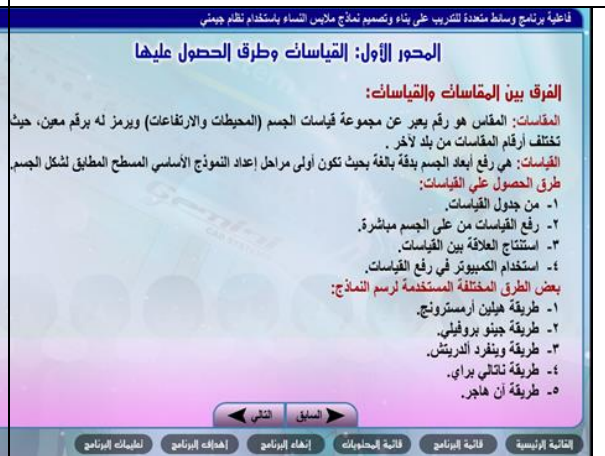 فاعلية برنامج وسائط متعددة للتدريب على بناء وتصميم نماذج ملابس النساء باستخدام نظام جيمني
المحور الأول: القياسات وطرق الحصول عليها
الفرق بين المقاسات والقياسات:
المقاسات: المقاس هو رقم يعبر عن مجموعة قياسات الجسم (المحيطات والارتفاعات) ويرمز له برقم معين، حيث
تختلف أرقام المقاسات من بلد لآخر .
القياسات: هي رفع أبعاد الجسم بدقة بالغة بحيث تكون أولى مراحل إعداد النموذج الأساسي المسطح المطابق لشكل الجسم.
طرق الحصول علي القياسات:
١- من جدول القياسات.
٢- رفع القياسات من على الجسم مباشرة.
٣- استنتاج العلاقة بين القياسات.
٤- استخدام الكمبيوتر في رفع القياسات.
بعض الطرق المختلفة المستخدمة لرسم النماذج:
١- طريقة هيلين أرمسترونج.
٢- طريقة جينو بروفيلي.
٣- طريقة وينفرد ألدريتش.
٤- طريقة ناتالي براي.
٥- طريقة آن هاجر.
السابق التالي
القائمة الرئيسية قائمة البرنامج قائمة المحتويات إنهاء البرنامج أهداف البرنامج تعليمات البرنامج